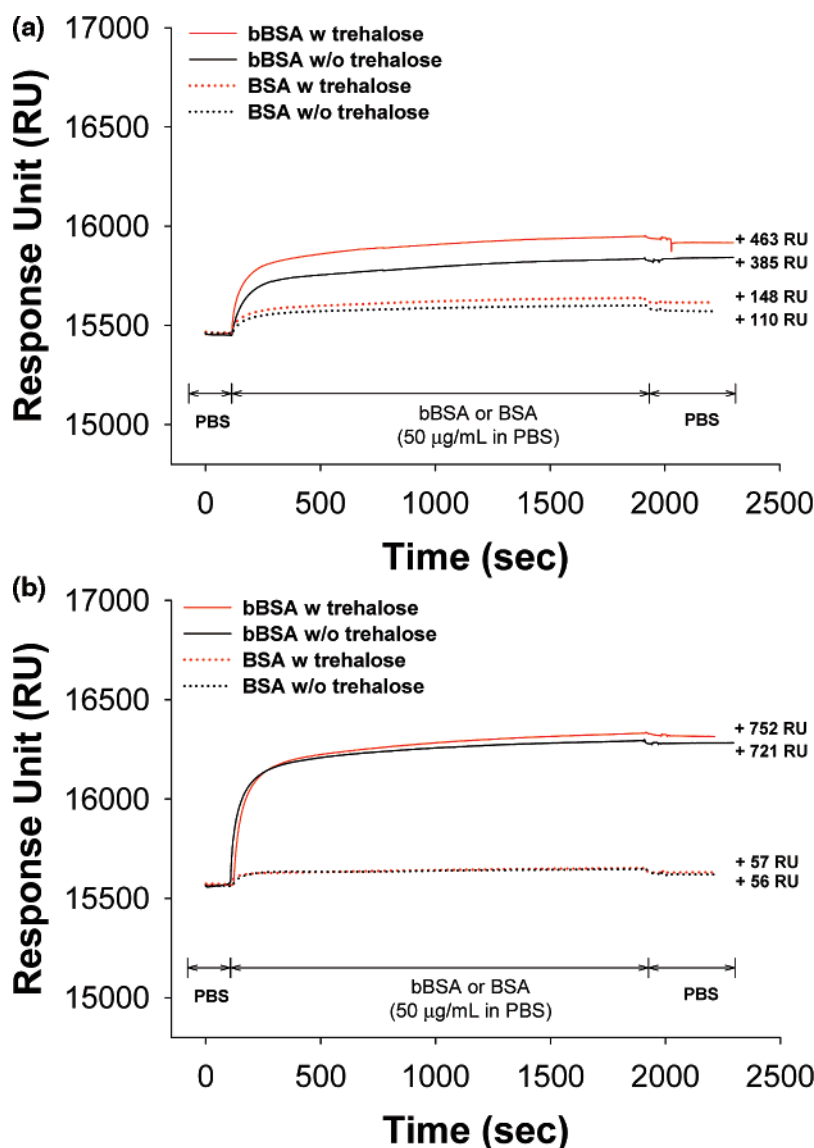 (a)
17000
bBSA w trehalose
bBSA w/o trehalose
BSA w trehalose
BSA w/o trehalose
16500
16000
15500
15000
Response Unit (RU)
+ 463 RU
+ 385 RU
+ 148 RU
+ 110 RU
PBS
bBSA or BSA
(50 μg/mL in PBS)
PBS
0 500 1000 1500 2000 2500
Time (sec)
(b)
17000
bBSA w trehalose
bBSA w/o trehalose
BSA w trehalose
BSA w/o trehalose
16500
16000
15500
15000
Response Unit (RU)
+ 752 RU
+ 721 RU
+ 57 RU
+ 56 RU
PBS
bBSA or BSA
(50 μg/mL in PBS)
PBS
0 500 1000 1500 2000 2500
Time (sec)